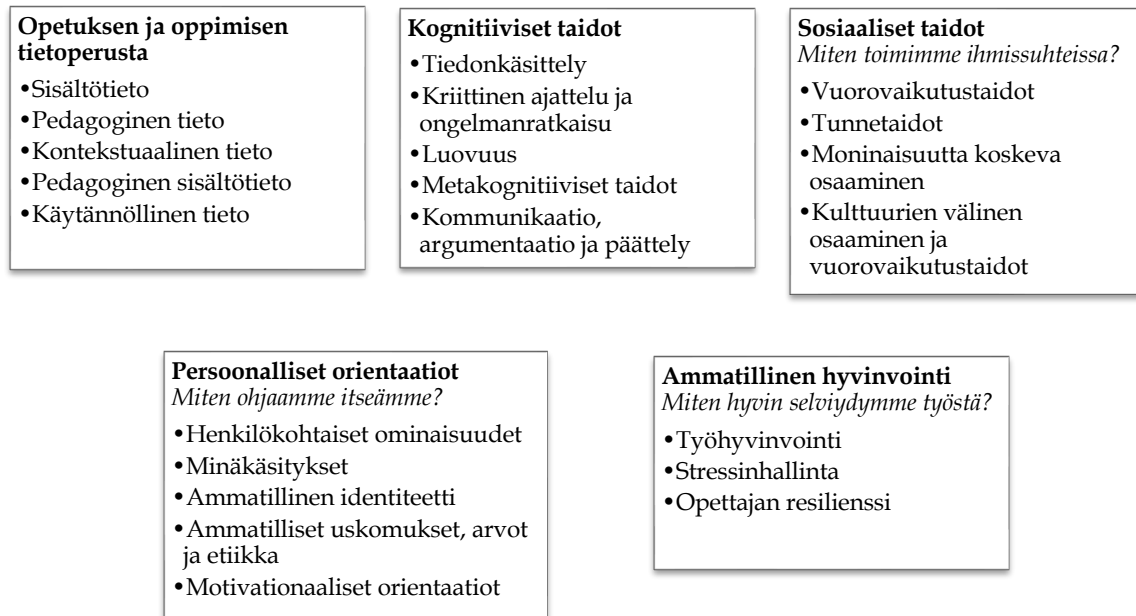 Opetuksen ja oppimisen
tietoperusta
•Sisältötieto
•Pedagoginen tieto
•Kontekstuaalinen tieto
•Pedagoginen sisältötieto
•Käytännöllinen tieto
Kognitiiviset taidot
•Tiedonkäsittely
•Kriittinen ajattelu ja
ongelmanratkaisu
•Luovuus
•Metakognitiiviset taidot
•Kommunikaatio,
argumentaatio ja päättely
Sosiaaliset taidot
Miten toimimme ihmissuhteissa?
•Vuorovaikutustaidot
•Tunnetaidot
•Moninaisuutta koskeva
osaaminen
•Kulttuurien välinen
osaaminen ja
vuorovaikutustaidot
Persoonalliset orientaatiot
Miten ohjaamme itseämme?
•Henkilökohtaiset ominaisuudet
•Minäkäsitykset
•Ammatillinen identiteetti
•Ammatilliset uskomukset, arvot
ja etiikka
•Motivationaaliset orientaatiot
Ammatillinen hyvinvointi
Miten hyvin selviydymme työstä?
•Työhyvinvointi
•Stressinhallinta
•Opettajan resilienssi